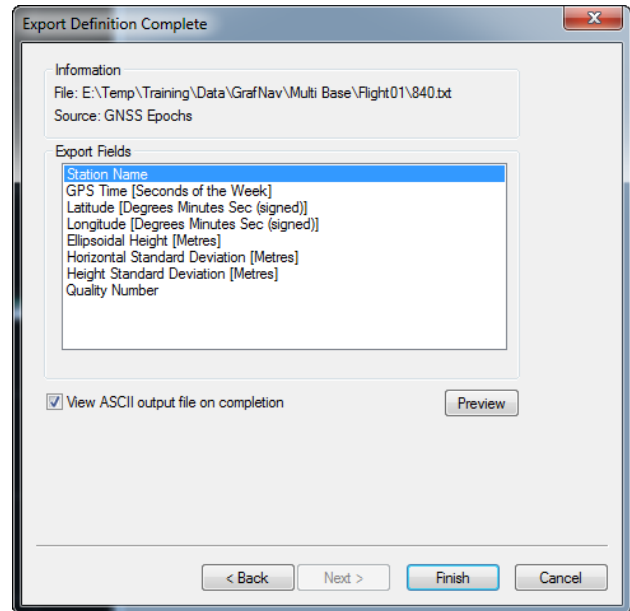 Export Definition Complete
Information
File: E:\Temp\Training\Data\GrafNav\Multi Base\Flight01\840.txt
Source: GNSS Epochs
Export Fields
Station Name
GPS Time [Seconds of the Week]
Latitude [Degrees Minutes Sec (signed)]
Longitude [Degrees Minutes Sec (signed)]
Ellipsoidal Height [Metres]
Horizontal Standard Deviation [Metres]
Height Standard Deviation [Metres]
Quality Number
View ASCII output file on completion
Preview
< Back Next > Finish Cancel